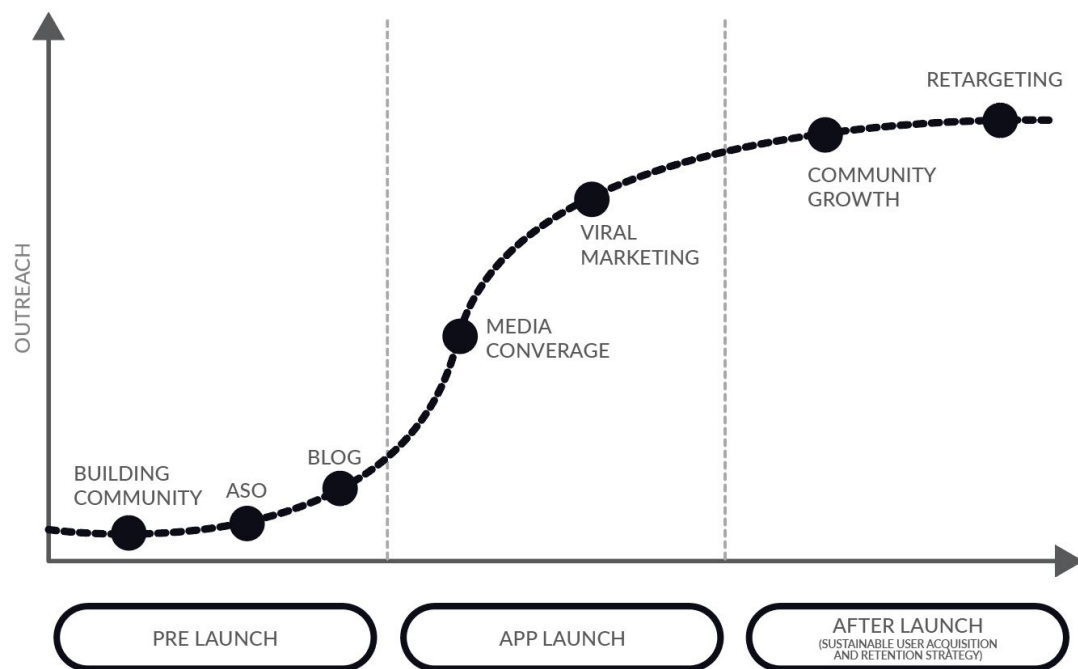 RETARGETING
COMMUNITY
GROWTH
VIRAL
MARKETING
OUTREACH
MEDIA
CONVERAGE
BLOG
BUILDING
COMMUNITY
ASO
PRE LAUNCH
APP LAUNCH
AFTER LAUNCH
(SUSTAINABLE USER ACQUISITION
AND RETENTION STRATEGY)